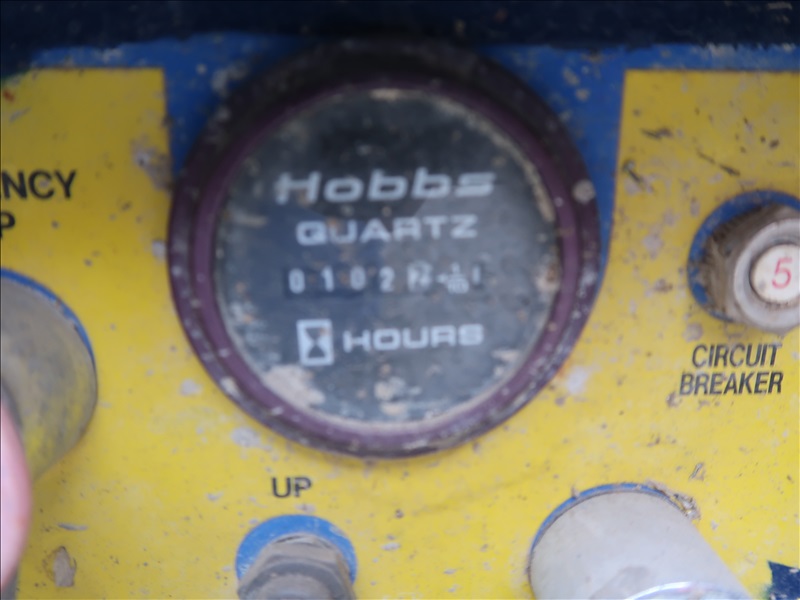 NCY
P
Hobbs
QUARTZ
0102
HOURS
5
CIRCUIT
BREAKER
UP